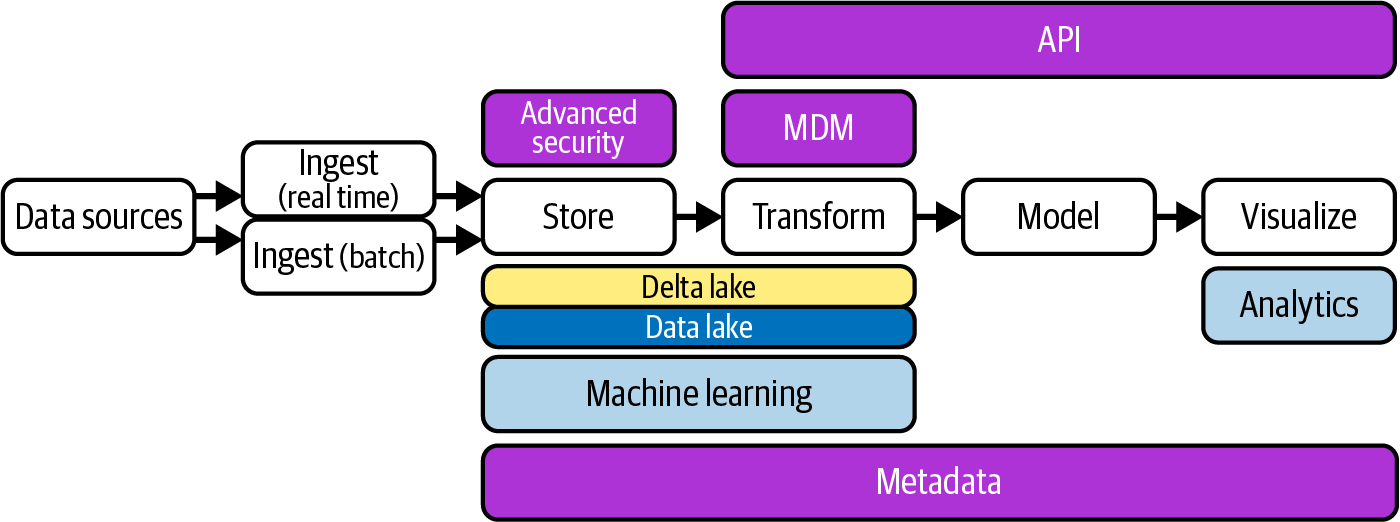 API
Advanced
security
MDM
Ingest
(real time)
Data sources
Ingest (batch)
Store
Transform
Model
Visualize
Delta lake
Data lake
Analytics
Machine learning
Metadata